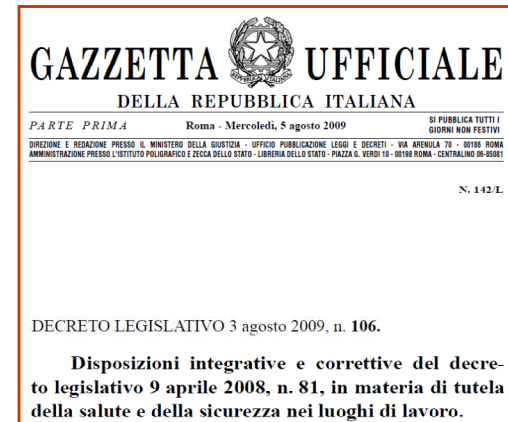 GAZZETTA UFFICIALE
DELLA REPUBBLICA ITALIANA
PARTE PRIMA
Roma - Mercoledì, 5 agosto 2009
SI PUBBLICA TUTTI I
GIORNI NON FESTIVI
DIREZIONE E REDAZIONE PRESSO IL MINISTERO DELLA GIUSTIZIA - UFFICIO PUBBLICAZIONE LEGGI E DECRETI - VIA ARENULA 70 - 00186 ROMA
AMMINISTRAZIONE PRESSO L'ISTITUTO POLIGRAFICO E ZECCA DELLO STATO - LIBRERIA DELLO STATO - PIAZZA G. VERDI 10 - 00198 ROMA - CENTRALINO 06-85081
N. 142/L
DECRETO LEGISLATIVO 3 agosto 2009, n. 106.
Disposizioni integrative e correttive del decre-
to legislativo 9 aprile 2008, n. 81, in materia di tutela
della salute e della sicurezza nei luoghi di lavoro.